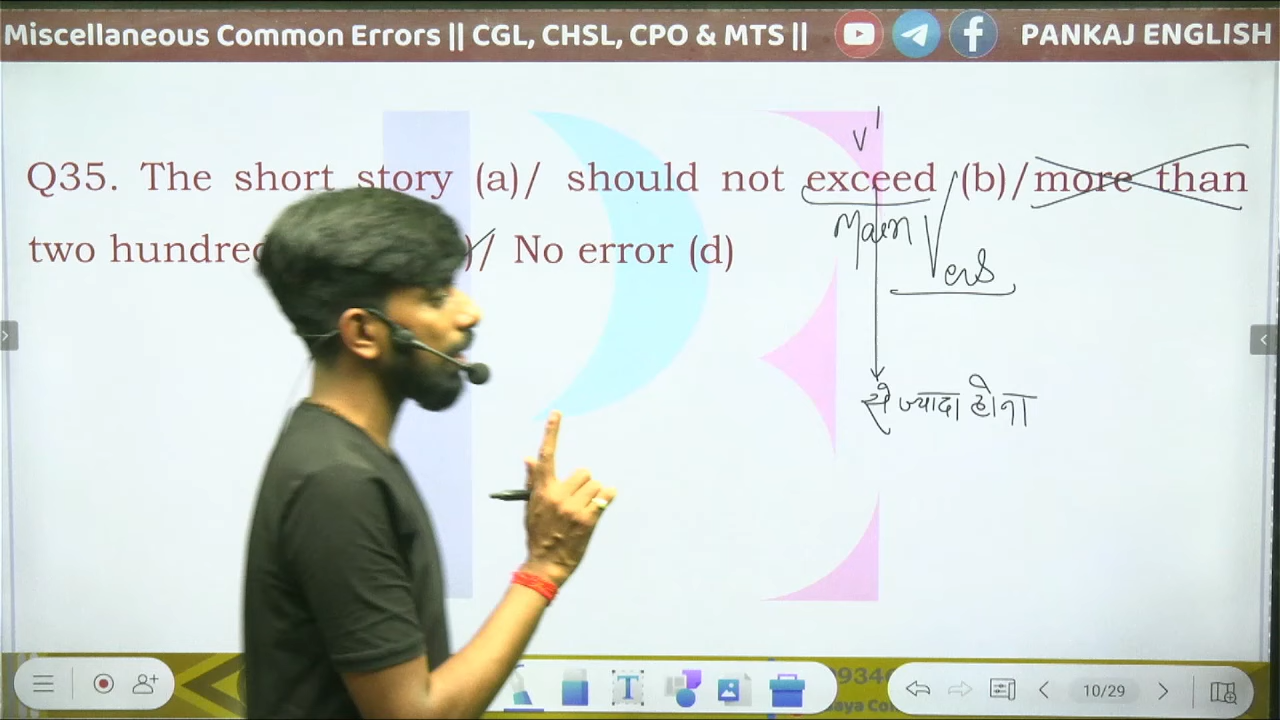 Miscellaneous Common Errors || CGL, CHSL, CPO & MTS || PANKAJ ENGLISH
V1
Q35. The short story (a)/ should not exceed (b)/ more than
two hundred / No error (d)
Main Verb
से ज्यादा होना
T
10/29